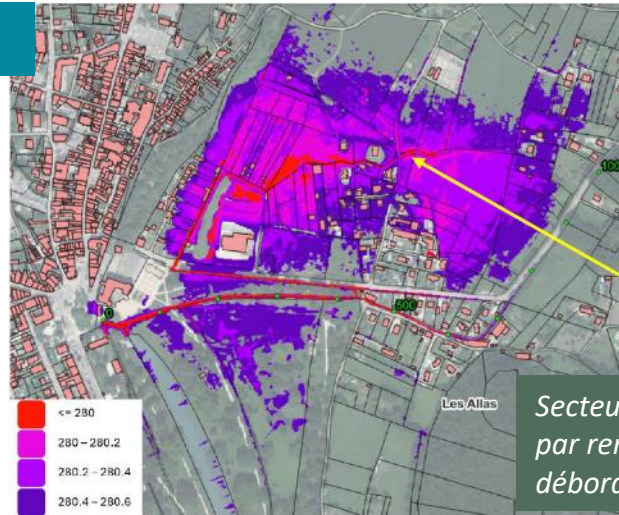 100
0
500
Les Allas
<= 280
280 – 280.2
280.2 – 280.4
280.4 – 280.6
Secteu
par rem
débord